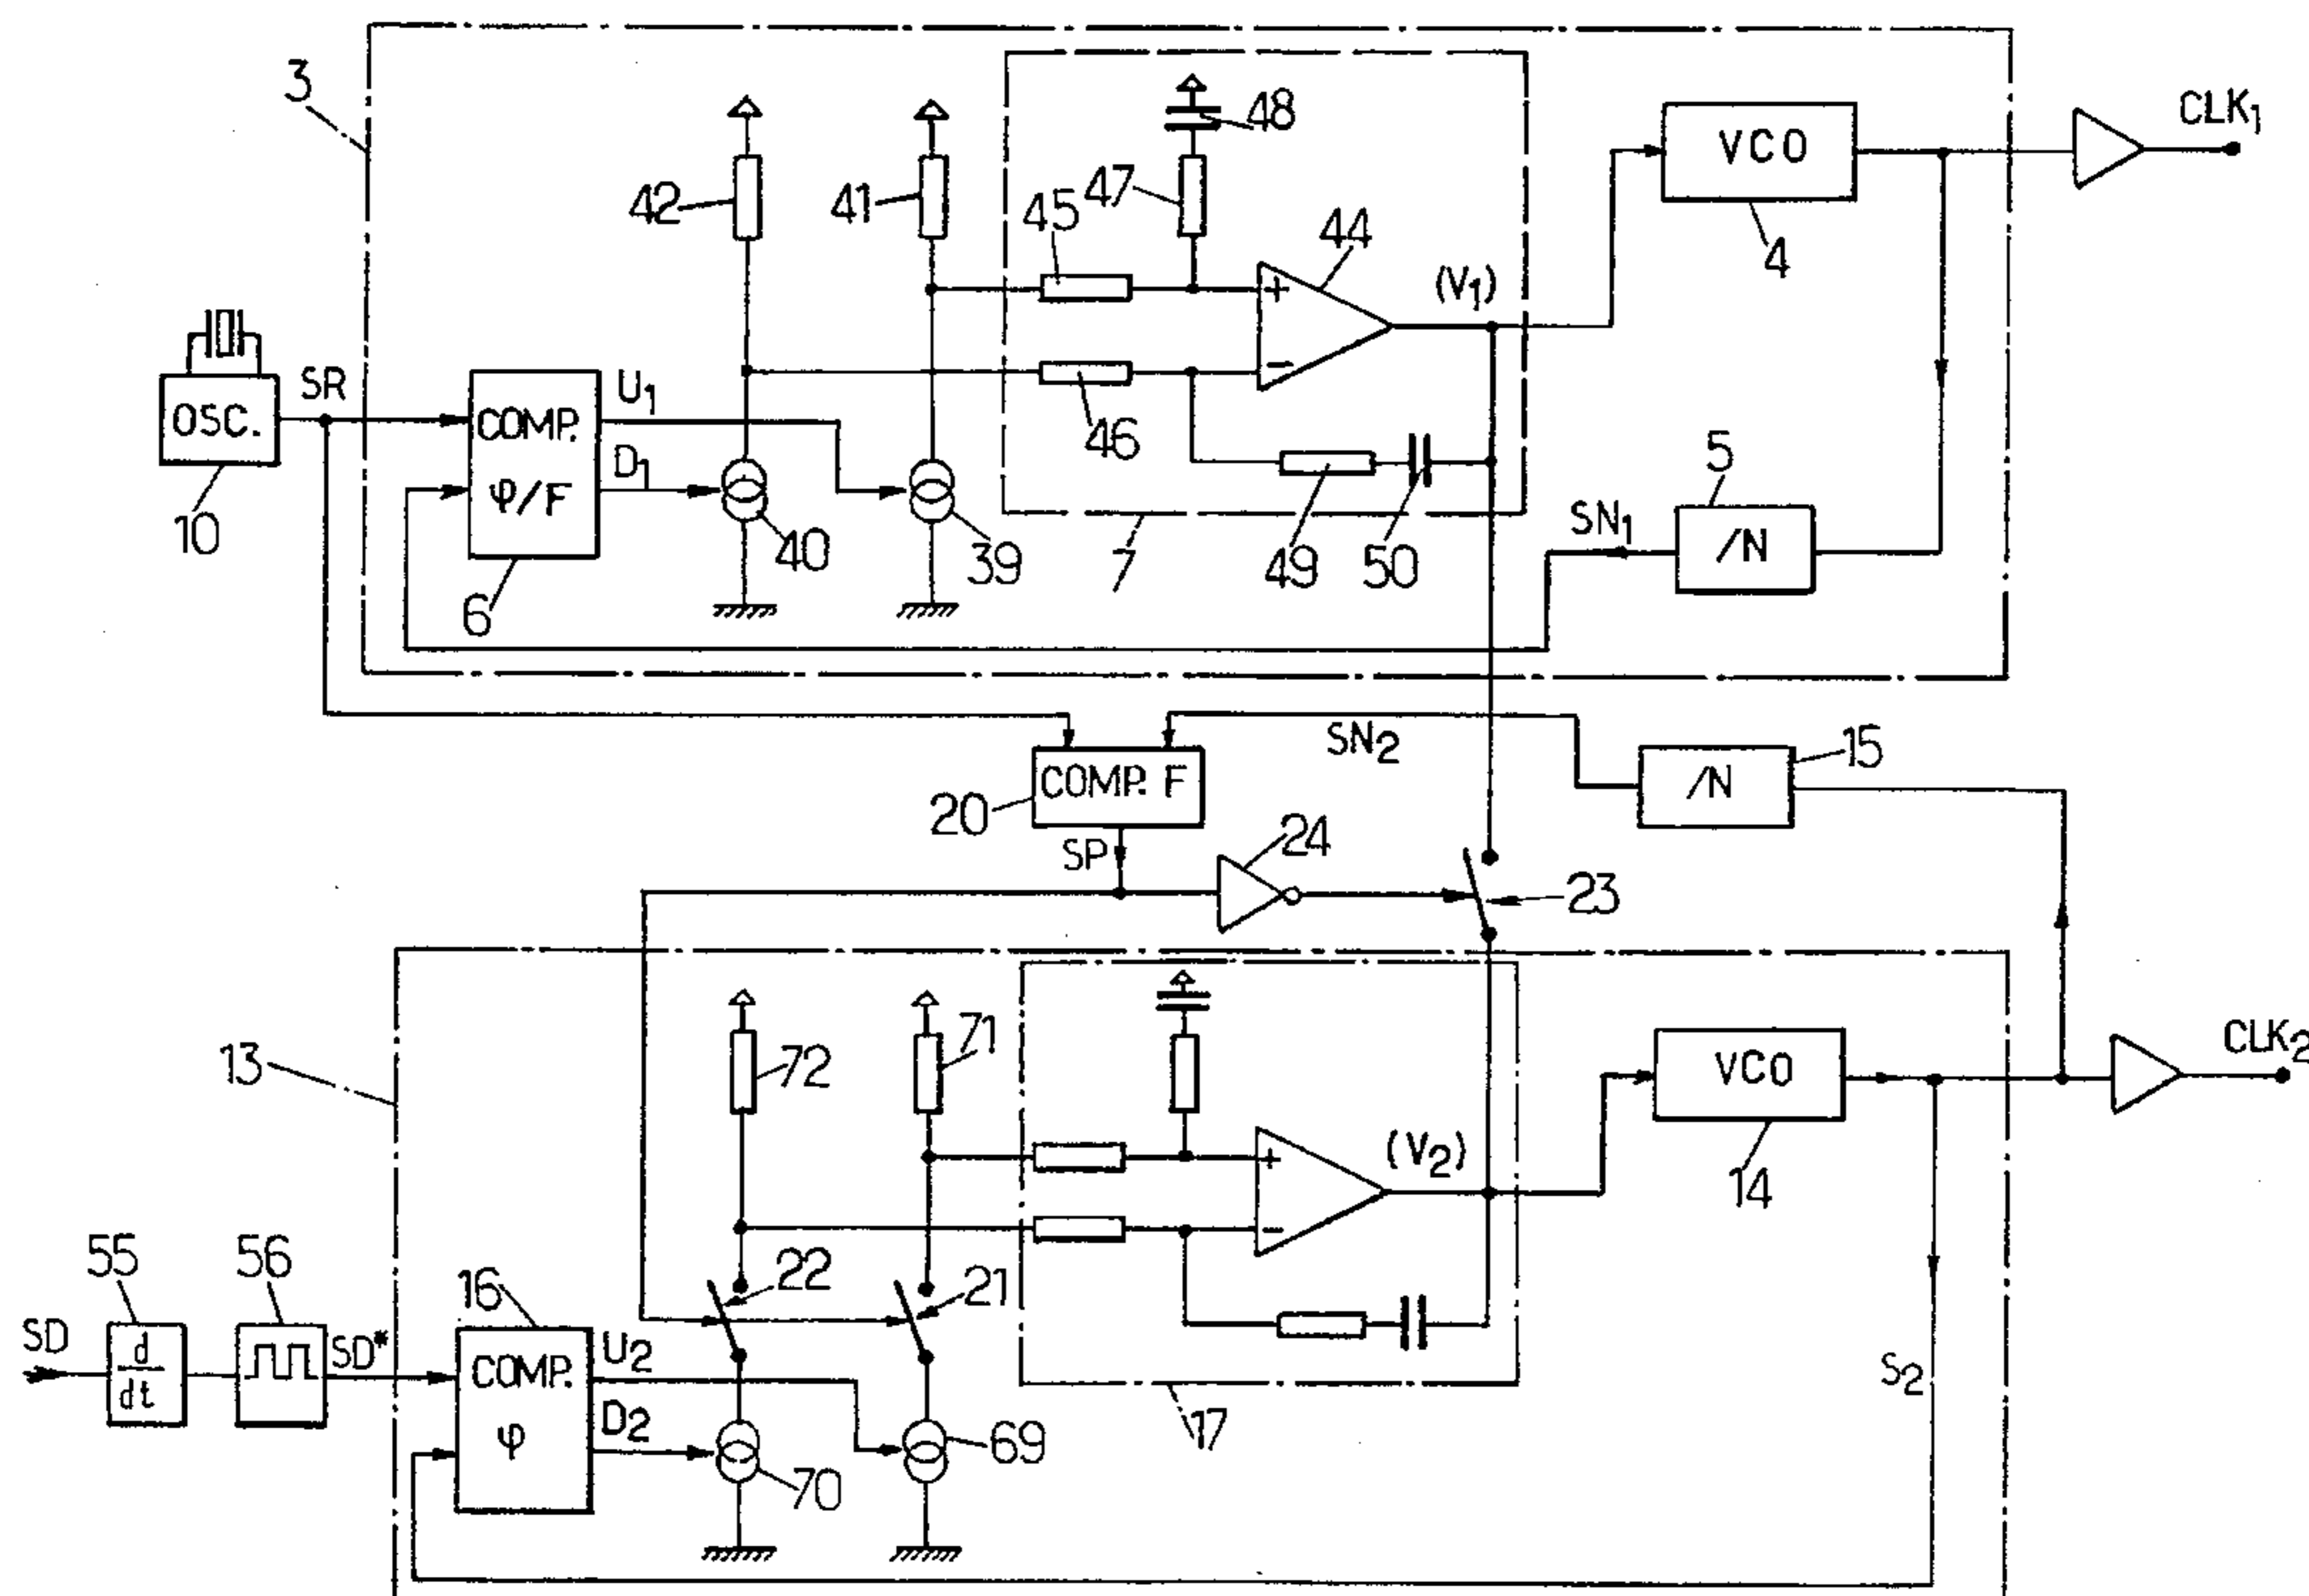 3
48
CLK1
VCO
42
41
45
47
44
4
(V1)
+
−
OSC.
SR
COMP.
φ/F
U1
D1
46
5
10
6
40
39
7
49
50
SN1
/N
SN2
15
/N
20
COMP. F
SP
24
23
13
72
71
VCO
CLK2
(V2)
+
−
14
55
56
16
22
21
SD
d
dt
SD*
COMP.
φ
U2
D2
S2
70
69
17